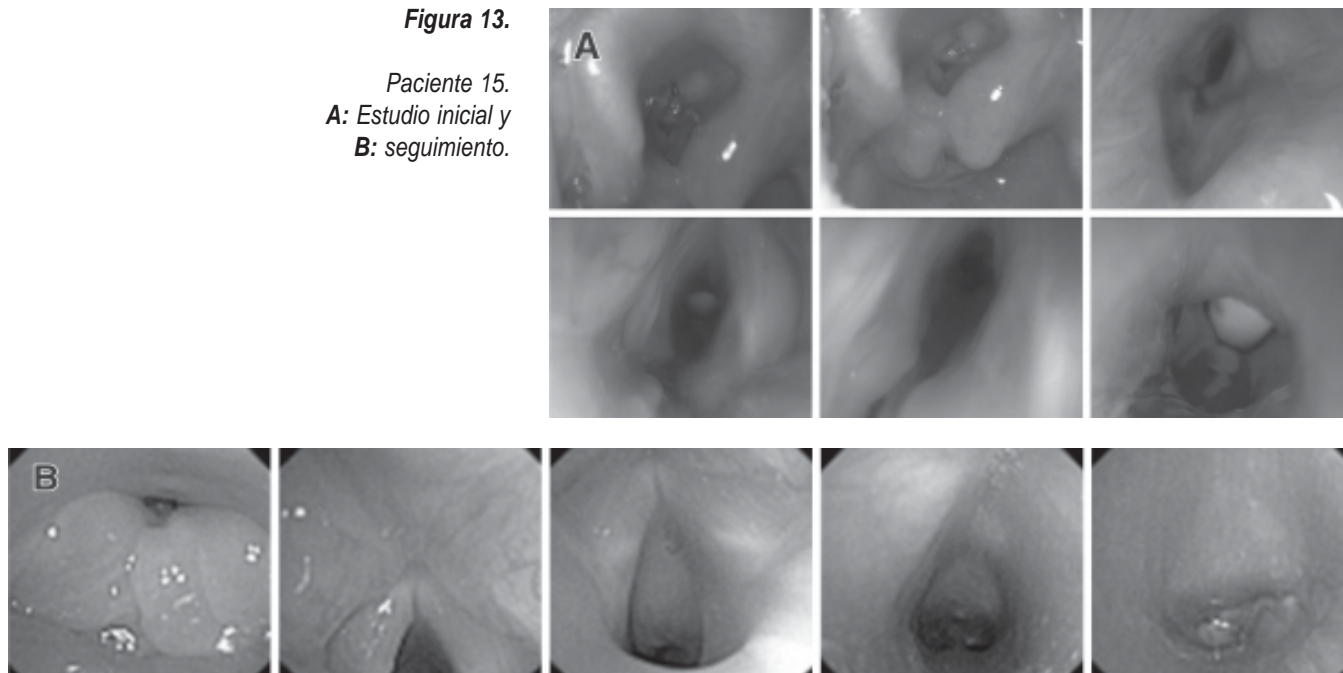 Figura 13.
Paciente 15.
A: Estudio inicial y
B: seguimiento.
A
B